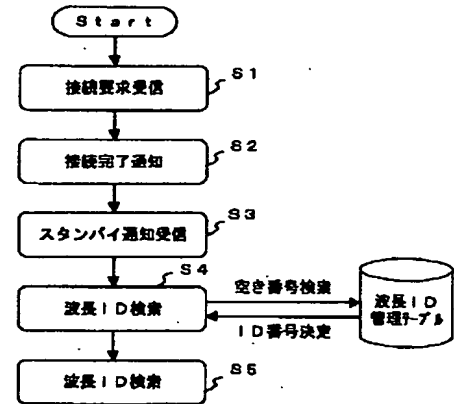 Start
接続要求受信
S1
接続完了通知
S2
スタンバイ通知受信
S3
波長ID検索
S4
空き番号検索
ID番号決定
波長ID
管理テーブル
波長ID検索
S5